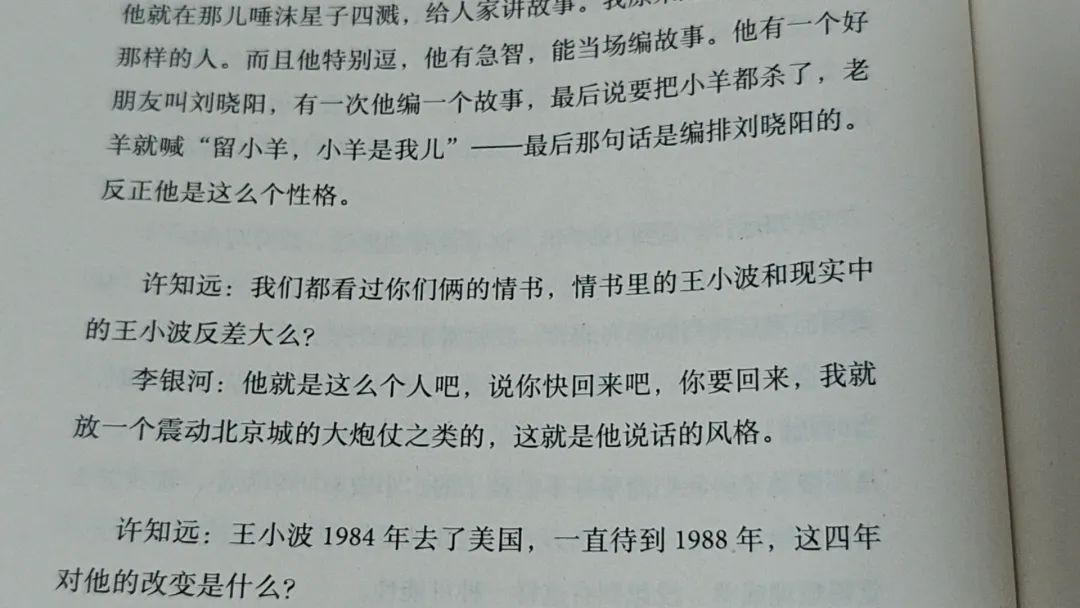 他就在那儿唾沫星子四溅，给人家讲故事。我原来
那样的人。而且他特别逗，他有急智，能当场编故事。他有一个好
朋友叫刘晓阳，有一次他编一个故事，最后说要把小羊都杀了，老
羊就喊“留小羊，小羊是我儿”——最后那句话是编排刘晓阳的。
反正他是这么个性格。
许知远：我们都看过你们俩的情书，情书里的王小波和现实中
的王小波反差大么？
李银河：他就是这么个人吧，说你快回来吧，你要回来，我就
放一个震动北京城的大炮仗之类的，这就是他说话的风格。
许知远：王小波 1984 年去了美国，一直待到 1988 年，这四年
对他的改变是什么？